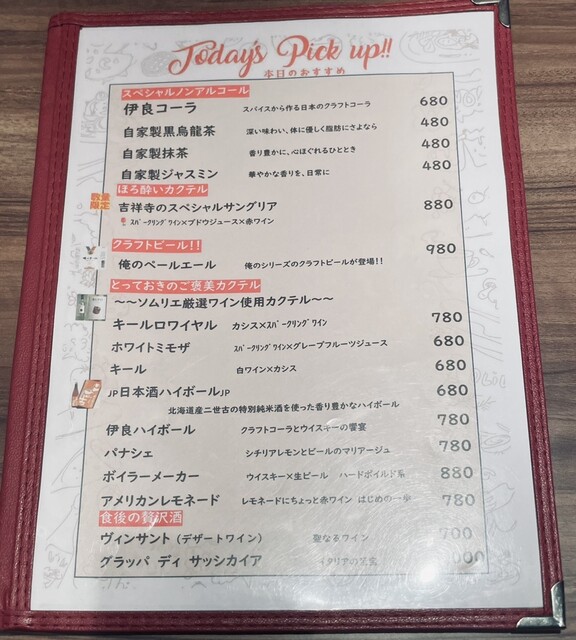 Today's Pick up!!
本日のおすすめ
スペシャルノンアルコール
伊良コーラ スパイスから作る日本のクラフトコーラ 680
自家製黒烏龍茶 深い味わい、体に優しく脂肪にさよなら 480
自家製抹茶 香り豊かに、心ほぐれるひととき 480
自家製ジャスミン 華やかな香りを、日常に 480
ほろ酔いカクテル
吉祥寺のスペシャルサングリア 880
スパークリングワイン×ブドウジュース×赤ワイン
クラフトビール!! 980
俺のペールエール 俺のシリーズのクラフトビールが登場!!
とっておきのご褒美カクテル
~~ソムリエ厳選ワイン使用カクテル~~
キールロワイヤル カシス×スパークリングワイン 780
ホワイトミモザ スパークリングワイン×グレープフルーツジュース 680
キール 白ワイン×カシス 680
JP日本酒ハイボールJP 680
北海道産二世古の特別純米酒を使った香り豊かなハイボール
伊良ハイボール クラフトコーラとウイスキーの饗宴 780
パナシェ シチリアレモンとビールのマリアージュ 780
ボイラーメーカー ウイスキー×生ビール ハードボイルド系 880
アメリカンレモネード レモネードにちょっと赤ワイン はじめの一歩 780
食後の贅沢酒
ヴィンサント（デザートワイン） 聖なるワイン 700
グラッパ ディ サッシカイア イタリアの